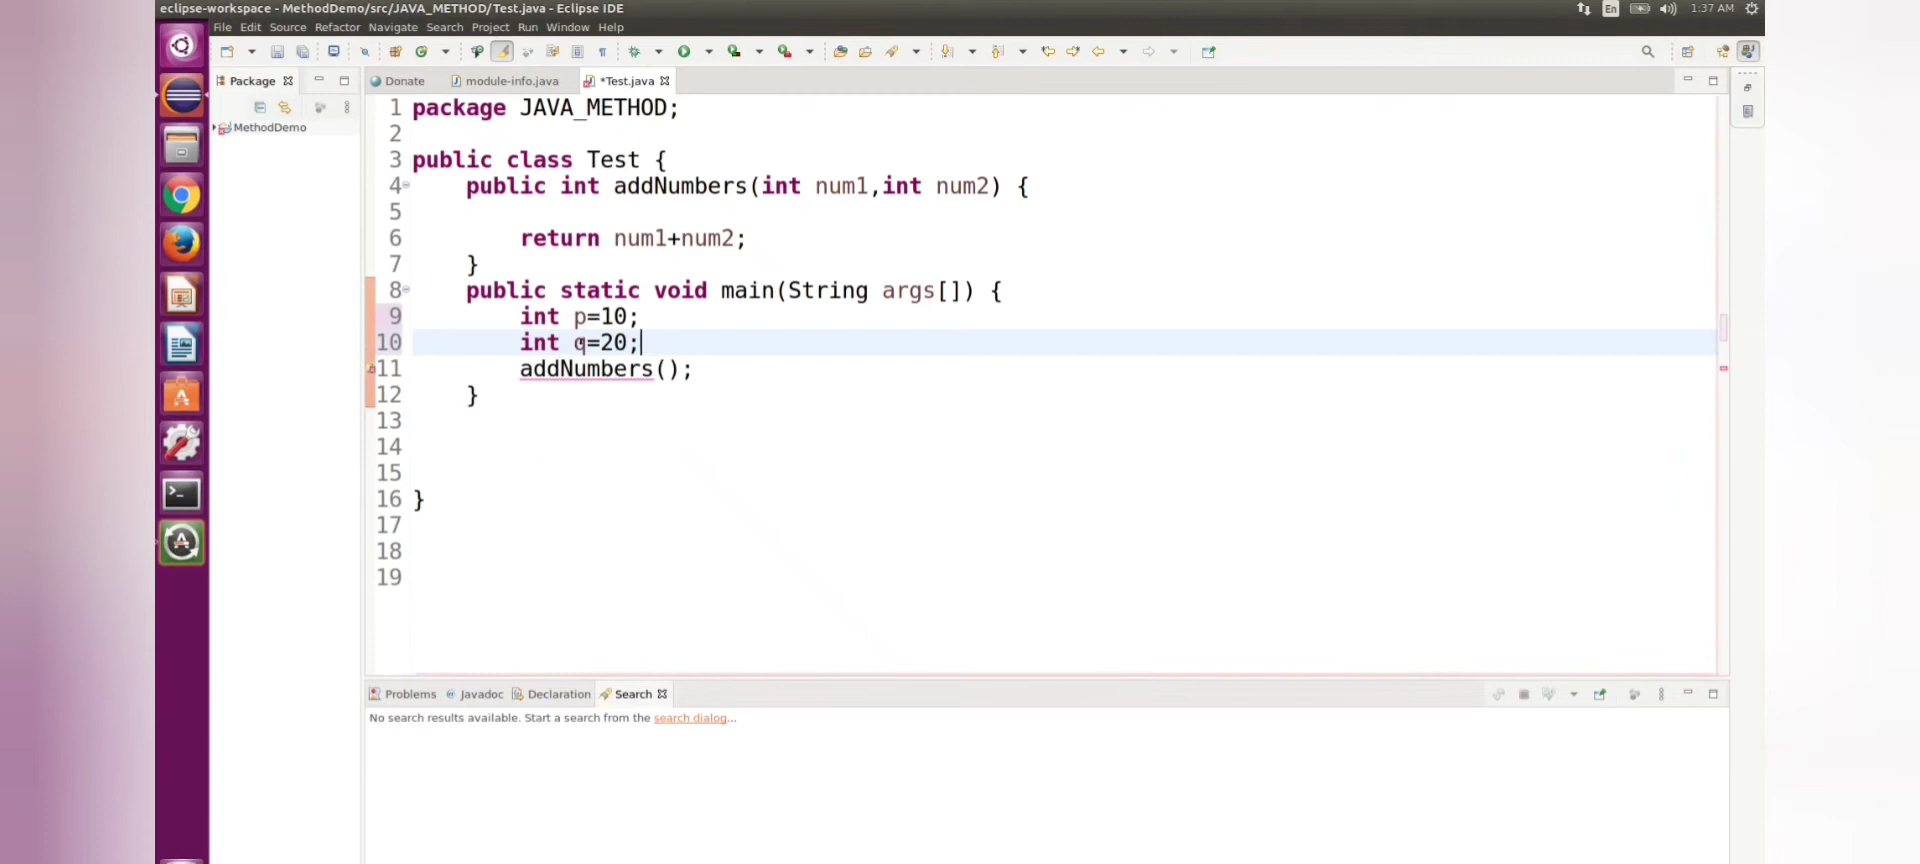 eclipse-workspace - MethodDemo/src/JAVA_METHOD/Test.java - Eclipse IDE
En
1:37 AM
File Edit Source Refactor Navigate Search Project Run Window Help
Package
Donate
module-info.java
*Test.java
MethodDemo
1 package JAVA_METHOD;
2
3 public class Test {
4 public int addNumbers(int num1,int num2) {
5
6 return num1+num2;
7 }
8 public static void main(String args[]) {
9 int p=10;
10 int q=20;
11 addNumbers();
12 }
13
14
15
16 }
17
18
19
Problems
Javadoc
Declaration
Search
No search results available. Start a search from the search dialog...